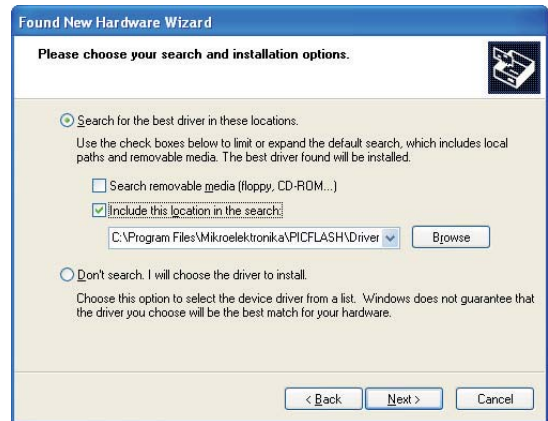 Found New Hardware Wizard
Please choose your search and installation options.
Search for the best driver in these locations.
Use the check boxes below to limit or expand the default search, which includes local
paths and removable media. The best driver found will be installed.
Search removable media (floppy, CD-ROM...)
Include this location in the search:
C:\Program Files\Mikroelektronika\PICFLASH\Driver
Browse
Don't search. I will choose the driver to install.
Choose this option to select the device driver from a list. Windows does not guarantee that
the driver you choose will be the best match for your hardware.
< Back Next > Cancel